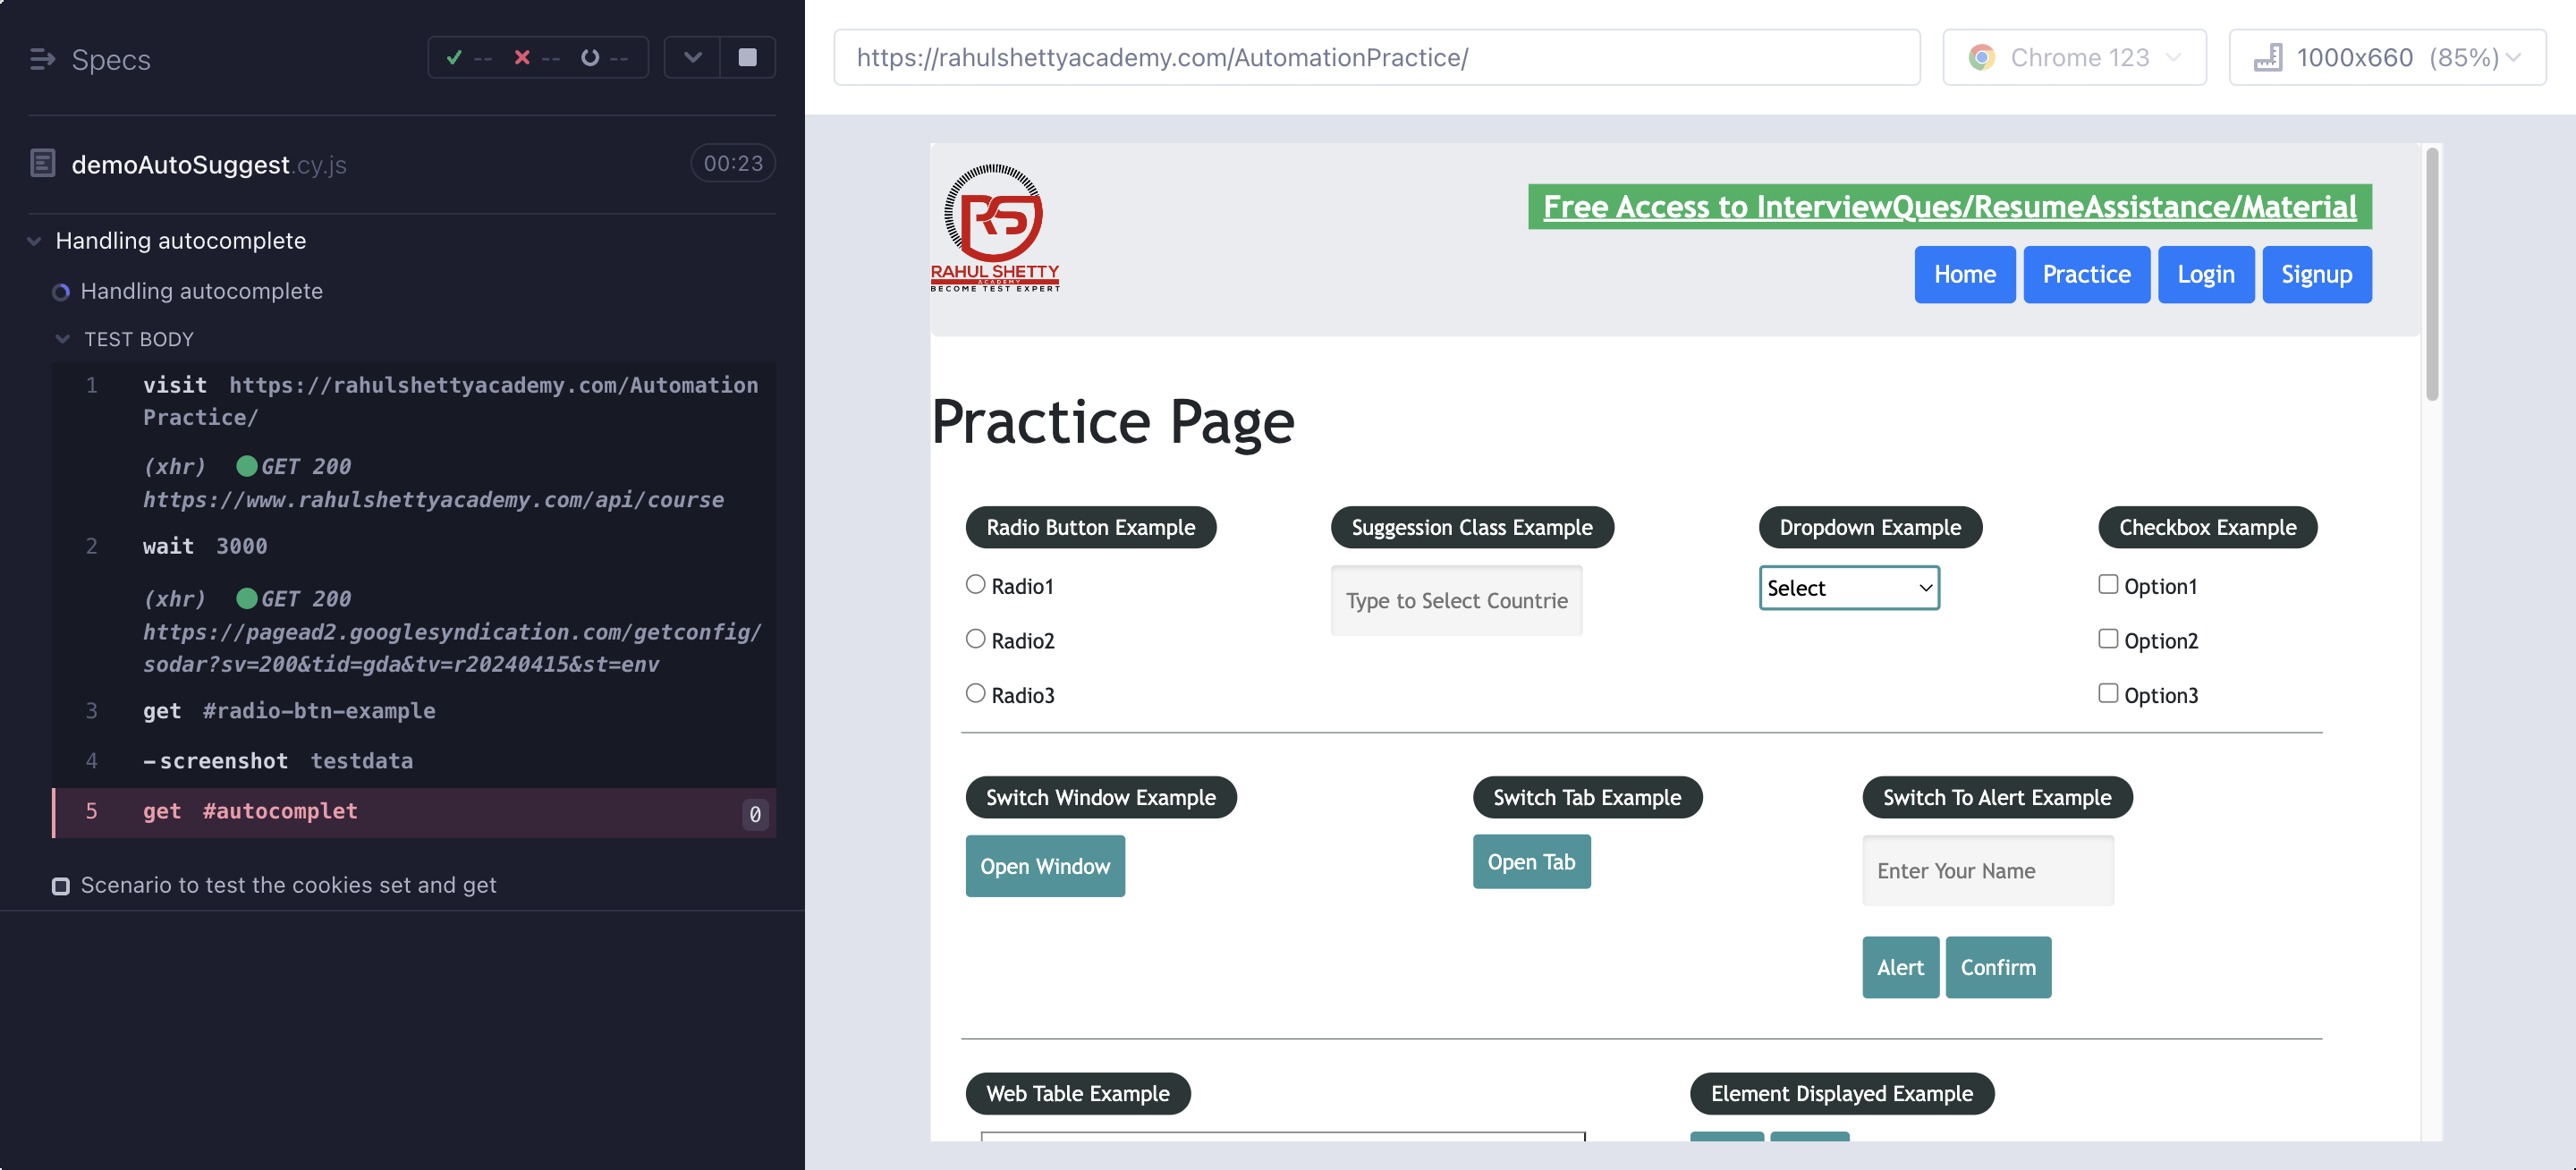 Specs
--
--
--
demoAutoSuggest.cy.js
00:23
Handling autocomplete
Handling autocomplete
TEST BODY
1 visit https://rahulshettyacademy.com/Automation
Practice/
(xhr) GET 200
https://www.rahulshettyacademy.com/api/course
2 wait 3000
(xhr) GET 200
https://pagead2.googlesyndication.com/getconfig/
sodar?sv=200&tid=gda&tv=r20240415&st=env
3 get #radio-btn-example
4 -screenshot testdata
5 get #autocomplet 0
Scenario to test the cookies set and get
https://rahulshettyacademy.com/AutomationPractice/
Chrome 123
1000x660 (85%)
RS
RAHUL SHETTY
ACADEMY
BECOME TEST EXPERT
Free Access to InterviewQues/ResumeAssistance/Material
Home Practice Login Signup
Practice Page
Radio Button Example
Radio1
Radio2
Radio3
Suggession Class Example
Type to Select Countrie
Dropdown Example
Select
Checkbox Example
Option1
Option2
Option3
Switch Window Example
Open Window
Switch Tab Example
Open Tab
Switch To Alert Example
Enter Your Name
Alert Confirm
Web Table Example
Element Displayed Example